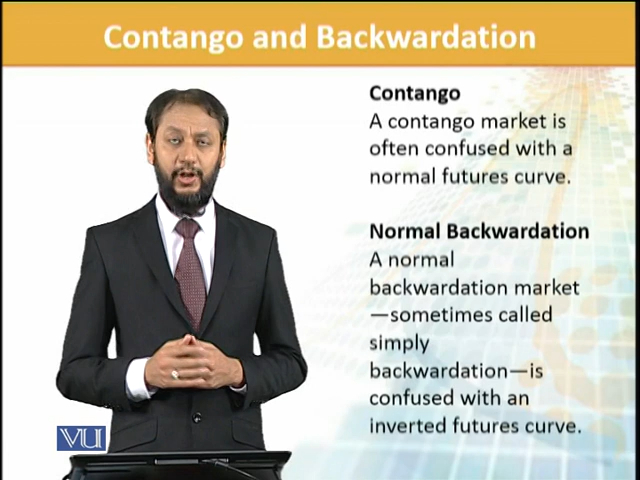 Contango and Backwardation
Contango
A contango market is
often confused with a
normal futures curve.
Normal Backwardation
A normal
backwardation market
—sometimes called
simply
backwardation—is
confused with an
inverted futures curve.
VU